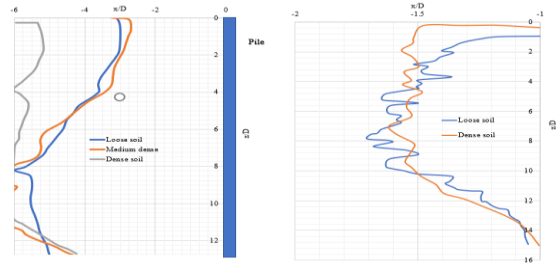 x/D
-6 -4 -2 0
0
2
4
6
8
10
12
z/D
Pile
Loose soil
Medium dense
Dense soil
x/D
-2 -1.5 -1
0
2
4
6
8
10
12
14
16
z/D
Loose soil
Dense soil